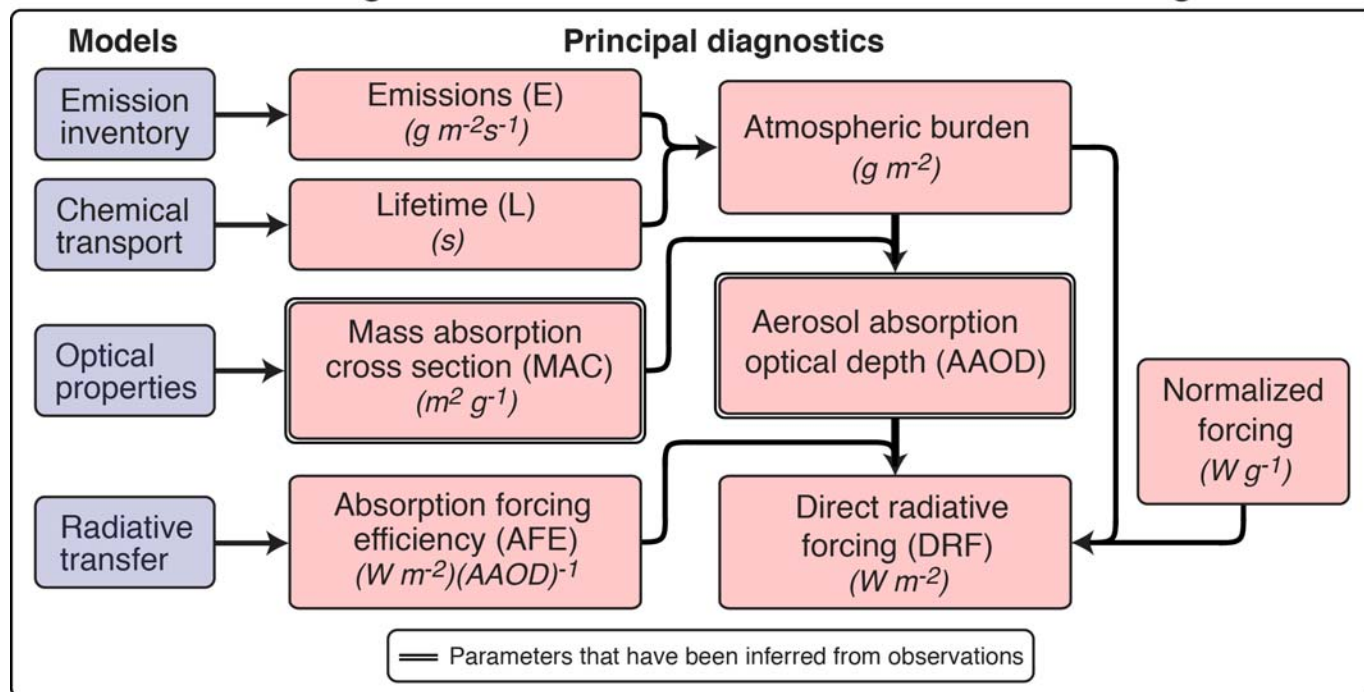 Models
Principal diagnostics
Emission
inventory
Emissions (E)
(g m-2s-1)
Atmospheric burden
(g m-2)
Chemical
transport
Lifetime (L)
(s)
Optical
properties
Mass absorption
cross section (MAC)
(m2 g-1)
Aerosol absorption
optical depth (AAOD)
Normalized
forcing
(W g-1)
Radiative
transfer
Absorption forcing
efficiency (AFE)
(W m-2)(AAOD)-1
Direct radiative
forcing (DRF)
(W m-2)
Parameters that have been inferred from observations